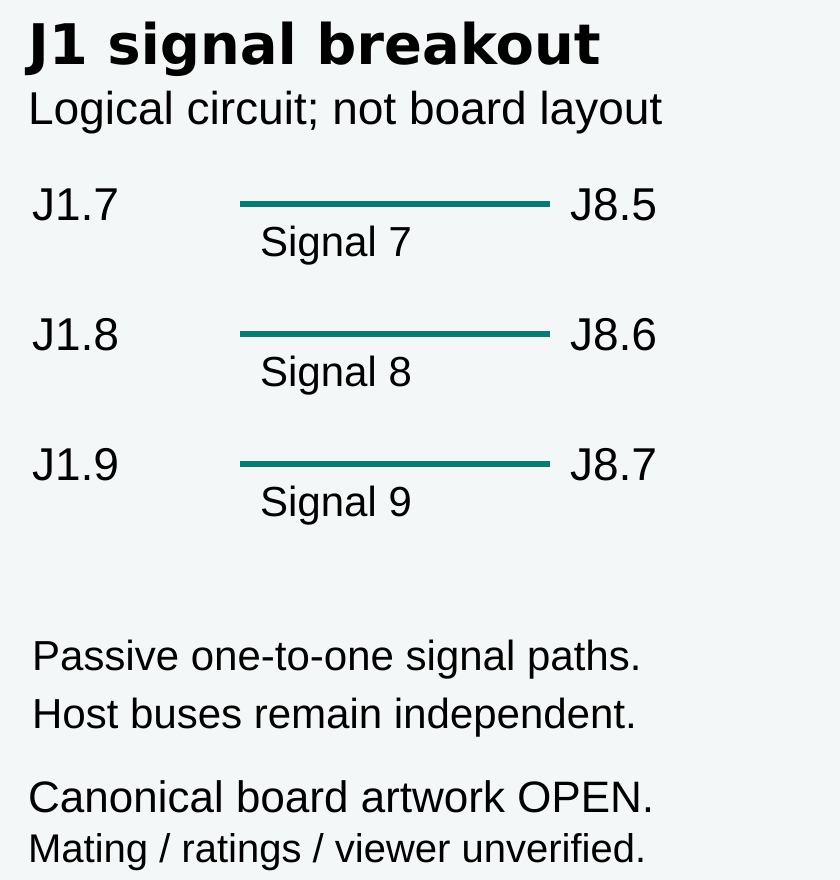 J1 signal breakout
Logical circuit; not board layout
J1.7 J8.5
Signal 7
J1.8 J8.6
Signal 8
J1.9 J8.7
Signal 9
Passive one-to-one signal paths.
Host buses remain independent.
Canonical board artwork OPEN.
Mating / ratings / viewer unverified.